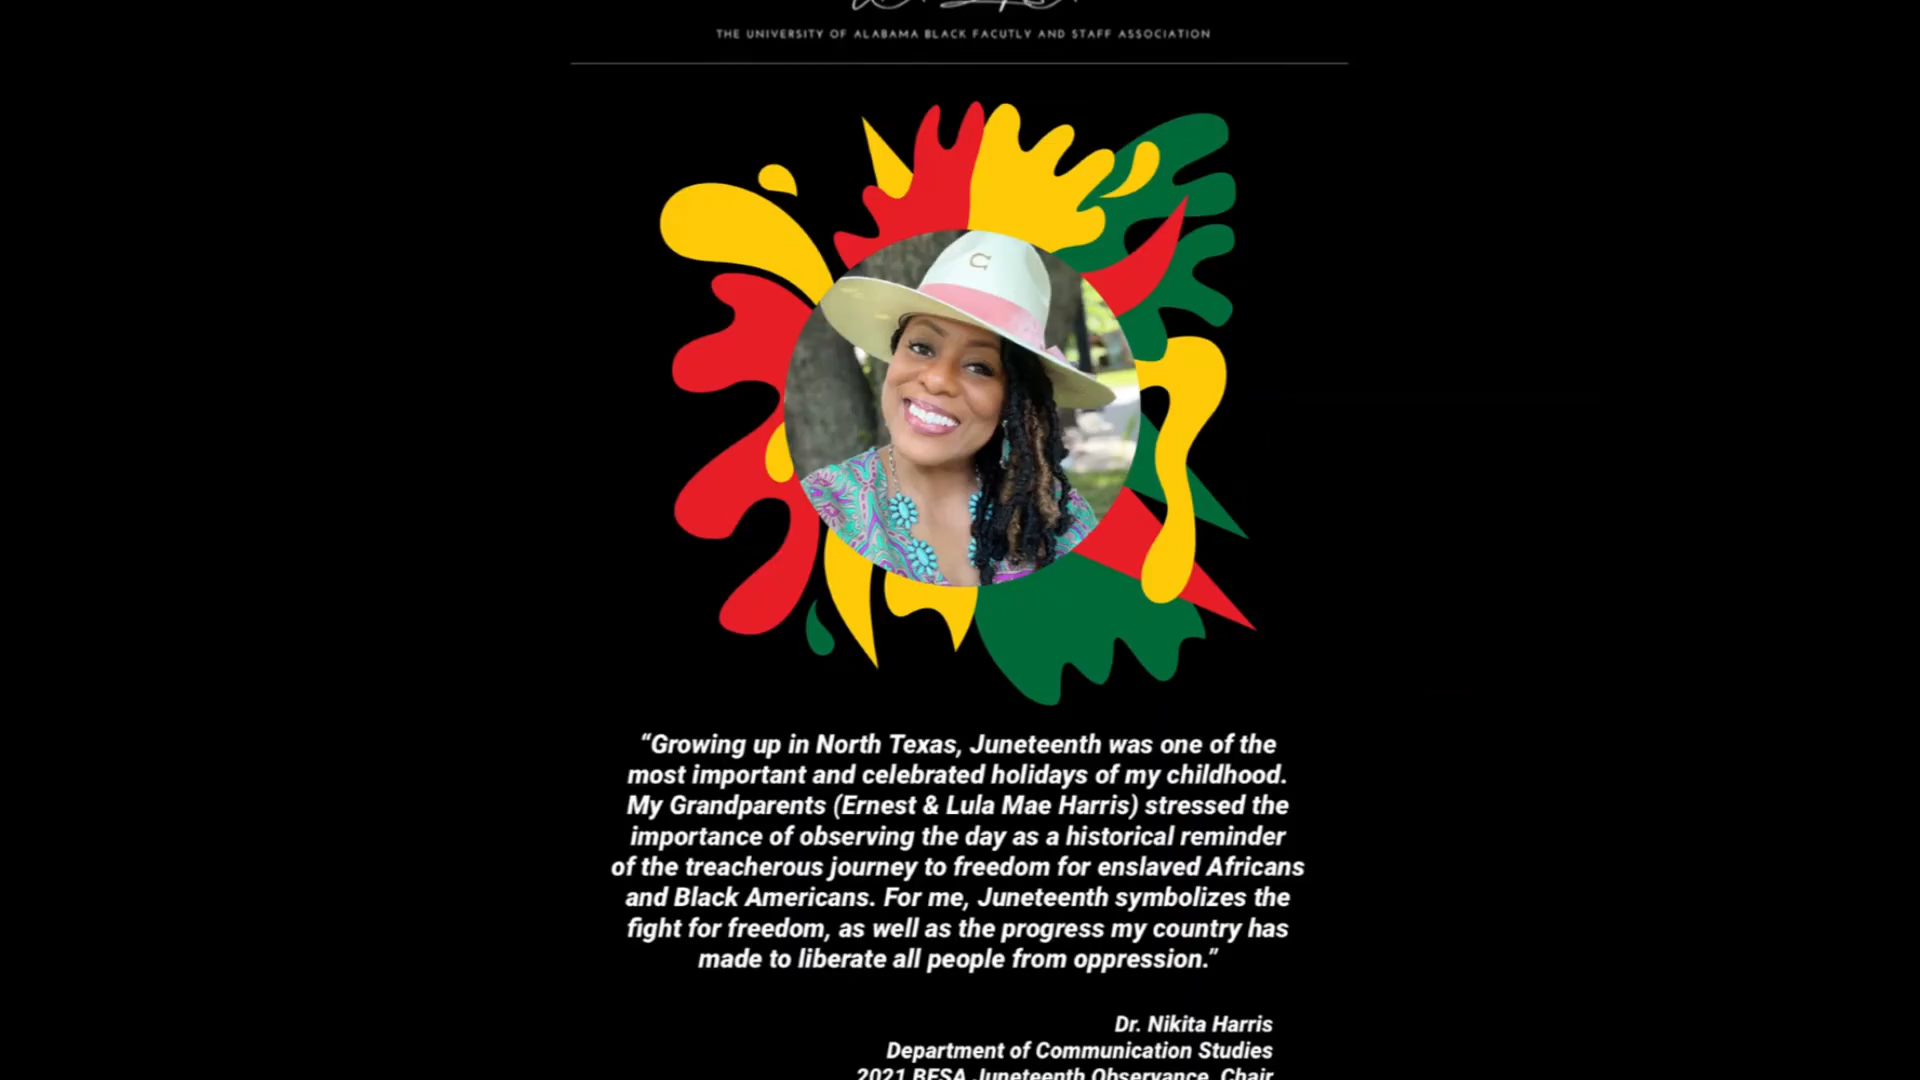 THE UNIVERSITY OF ALABAMA BLACK FACUTLY AND STAFF ASSOCIATION
“Growing up in North Texas, Juneteenth was one of the
most important and celebrated holidays of my childhood.
My Grandparents (Ernest & Lula Mae Harris) stressed the
importance of observing the day as a historical reminder
of the treacherous journey to freedom for enslaved Africans
and Black Americans. For me, Juneteenth symbolizes the
fight for freedom, as well as the progress my country has
made to liberate all people from oppression.”
Dr. Nikita Harris
Department of Communication Studies
2021 BFSA Juneteenth Observance, Chair